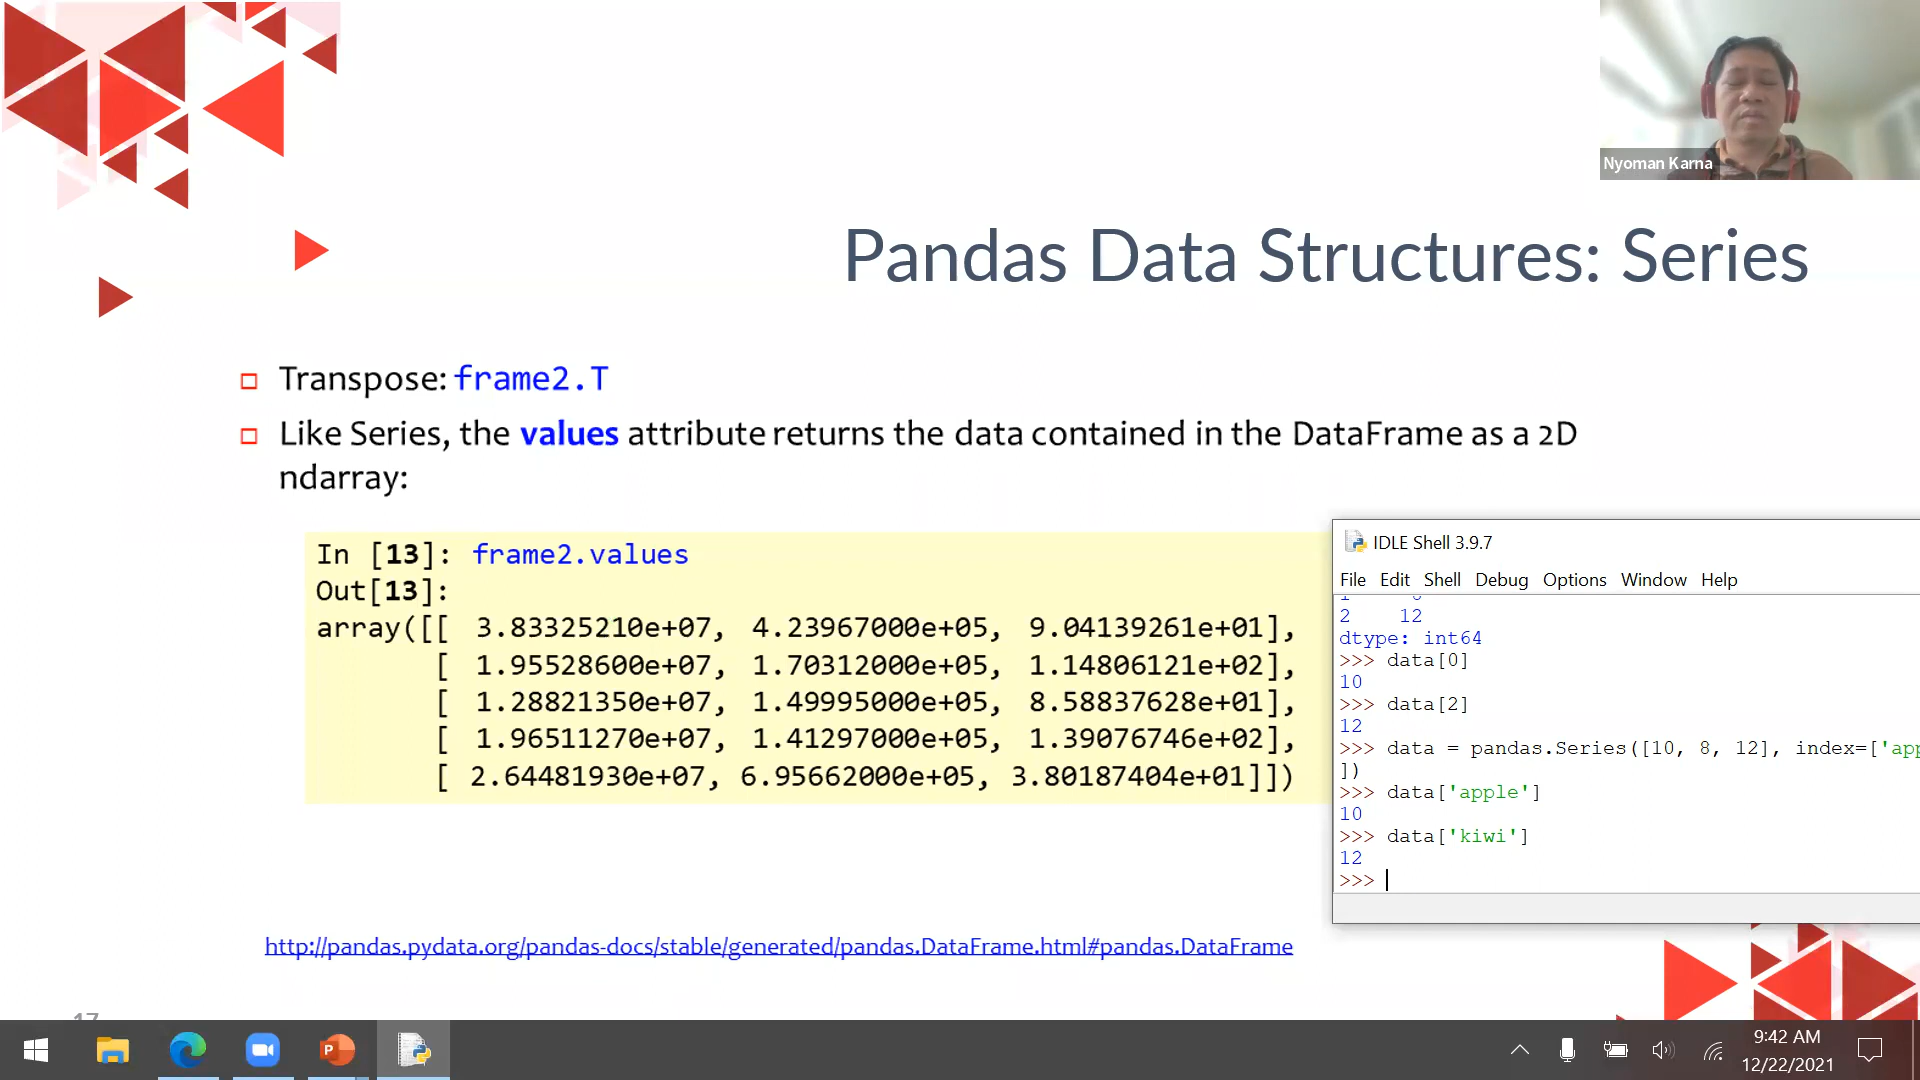 Nyoman Karna
Pandas Data Structures: Series
Transpose: frame2.T
Like Series, the values attribute returns the data contained in the DataFrame as a 2D
ndarray:
In [13]: frame2.values
Out[13]:
array([[ 3.83325210e+07, 4.23967000e+05, 9.04139261e+01],
[ 1.95528600e+07, 1.70312000e+05, 1.14806121e+02],
[ 1.28821350e+07, 1.49995000e+05, 8.58837628e+01],
[ 1.96511270e+07, 1.41297000e+05, 1.39076746e+02],
[ 2.64481930e+07, 6.95662000e+05, 3.80187404e+01]])
http://pandas.pydata.org/pandas-docs/stable/generated/pandas.DataFrame.html#pandas.DataFrame
IDLE Shell 3.9.7
File Edit Shell Debug Options Window Help
2 12
dtype: int64
>>> data[0]
10
>>> data[2]
12
>>> data = pandas.Series([10, 8, 12], index=['app
])
>>> data['apple']
10
>>> data['kiwi']
12
>>>
17
9:42 AM
12/22/2021